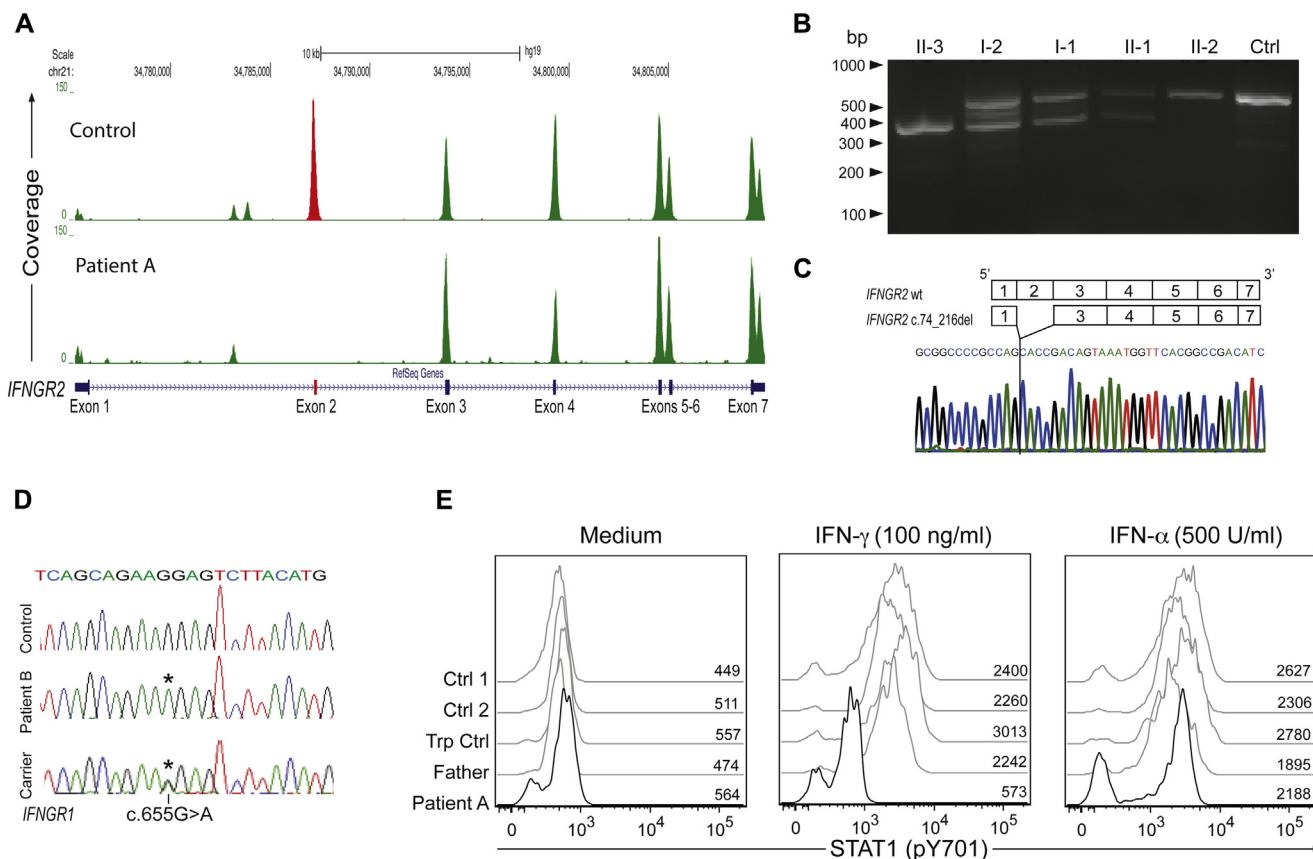 A
Scale
chr21:
10 kb
hg19
34,780,000
34,785,000
34,790,000
34,795,000
34,800,000
34,805,000
150
Control
0
150
Patient A
0
Coverage
RefSeq Genes
IFNGR2
Exon 1
Exon 2
Exon 3
Exon 4
Exons 5-6
Exon 7
B
bp
II-3
I-2
I-1
II-1
II-2
Ctrl
1000
500
400
300
200
100
C
5'
3'
IFNGR2 wt
1 2 3 4 5 6 7
IFNGR2 c.74_216del
1 3 4 5 6 7
GCGGCCCCGCCAGCACCGACAGTAAATGGTTCACGGCCGACATC
D
TCAGCAGAAGGAGTCTTACATG
Control
Patient B
*
Carrier
*
IFNGR1
c.655G>A
E
Medium
IFN-γ (100 ng/ml)
IFN-α (500 U/ml)
Ctrl 1 449 2400 2627
Ctrl 2 511 2260 2306
Trp Ctrl 557 3013 2780
Father 474 2242 1895
Patient A 564 573 2188
0 10³ 10⁴ 10⁵
0 10³ 10⁴ 10⁵
0 10³ 10⁴ 10⁵
STAT1 (pY701)